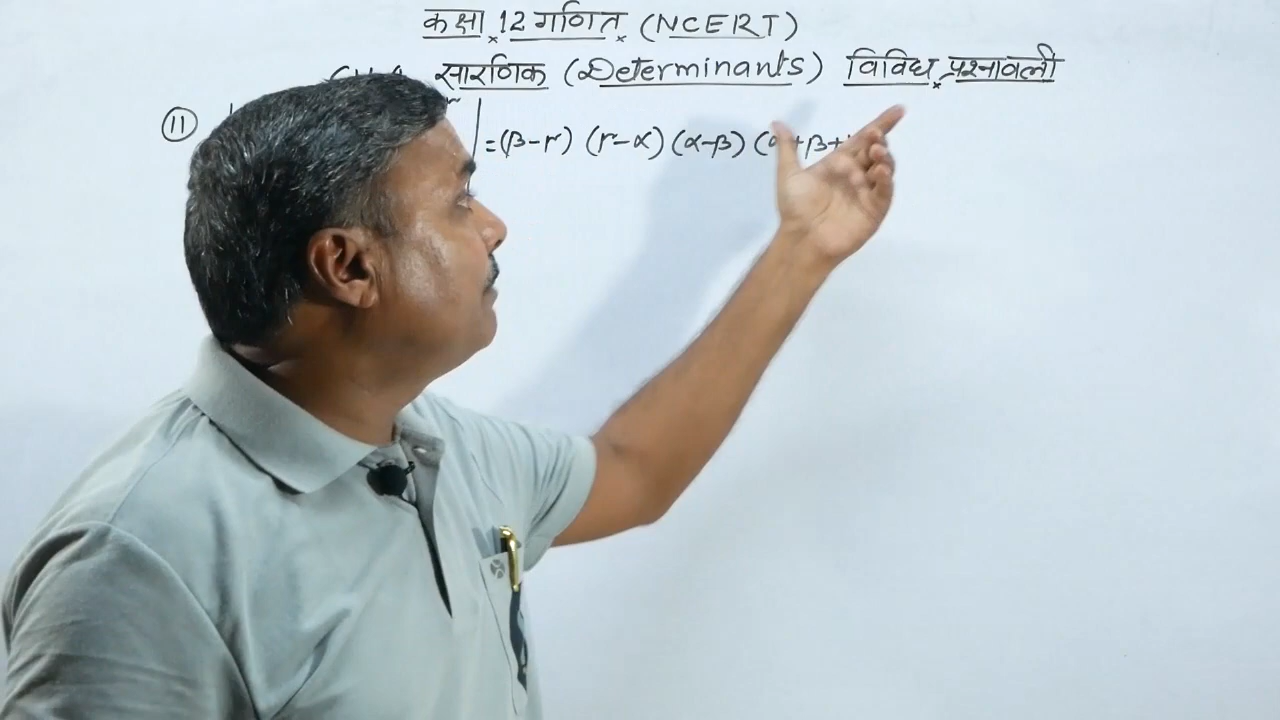 कक्षा 12 गणित (NCERT)
सारणिक (Determinants) विविध प्रश्नावली
11 | = (β-r) (r-α) (α-β) (α+β+